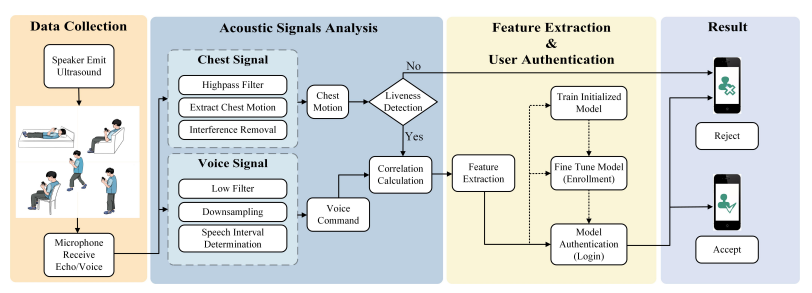 Data Collection
Speaker Emit
Ultrasound
Microphone
Receive
Echo/Voice
Acoustic Signals Analysis
Chest Signal
Highpass Filter
Extract Chest Motion
Interference Removal
Voice Signal
Low Filter
Downsampling
Speech Interval
Determination
Chest
Motion
Voice
Command
Liveness
Detection
No
Yes
Correlation
Calculation
Feature Extraction
&
User Authentication
Feature
Extraction
Train Initialized
Model
Fine Tune Model
(Enrollment)
Model
Authentication
(Login)
Result
Reject
Accept